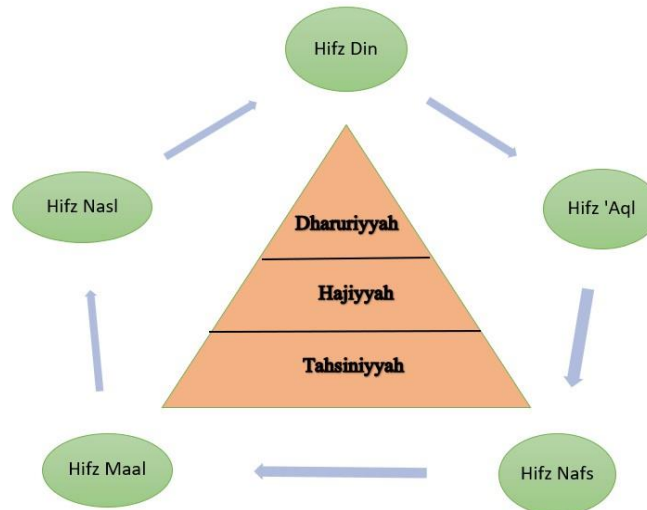 Hifz Din
Hifz Nasl
Hifz 'Aql
Dharuriyyah
Hajiyyah
Tahsiniyyah
Hifz Maal
Hifz Nafs